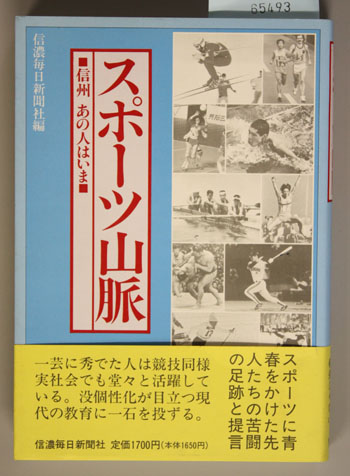 65493
信濃毎日新聞社編
スポーツ山脈
■信州 あの人はいま■
スポーツに青
春をかけた先
人たちの苦闘
の足跡と提言
一芸に秀でた人は競技同様
実社会でも堂々と活躍して
いる。没個性化が目立つ現
代の教育に一石を投ずる。
信濃毎日新聞社 定価1700円(本体1650円)